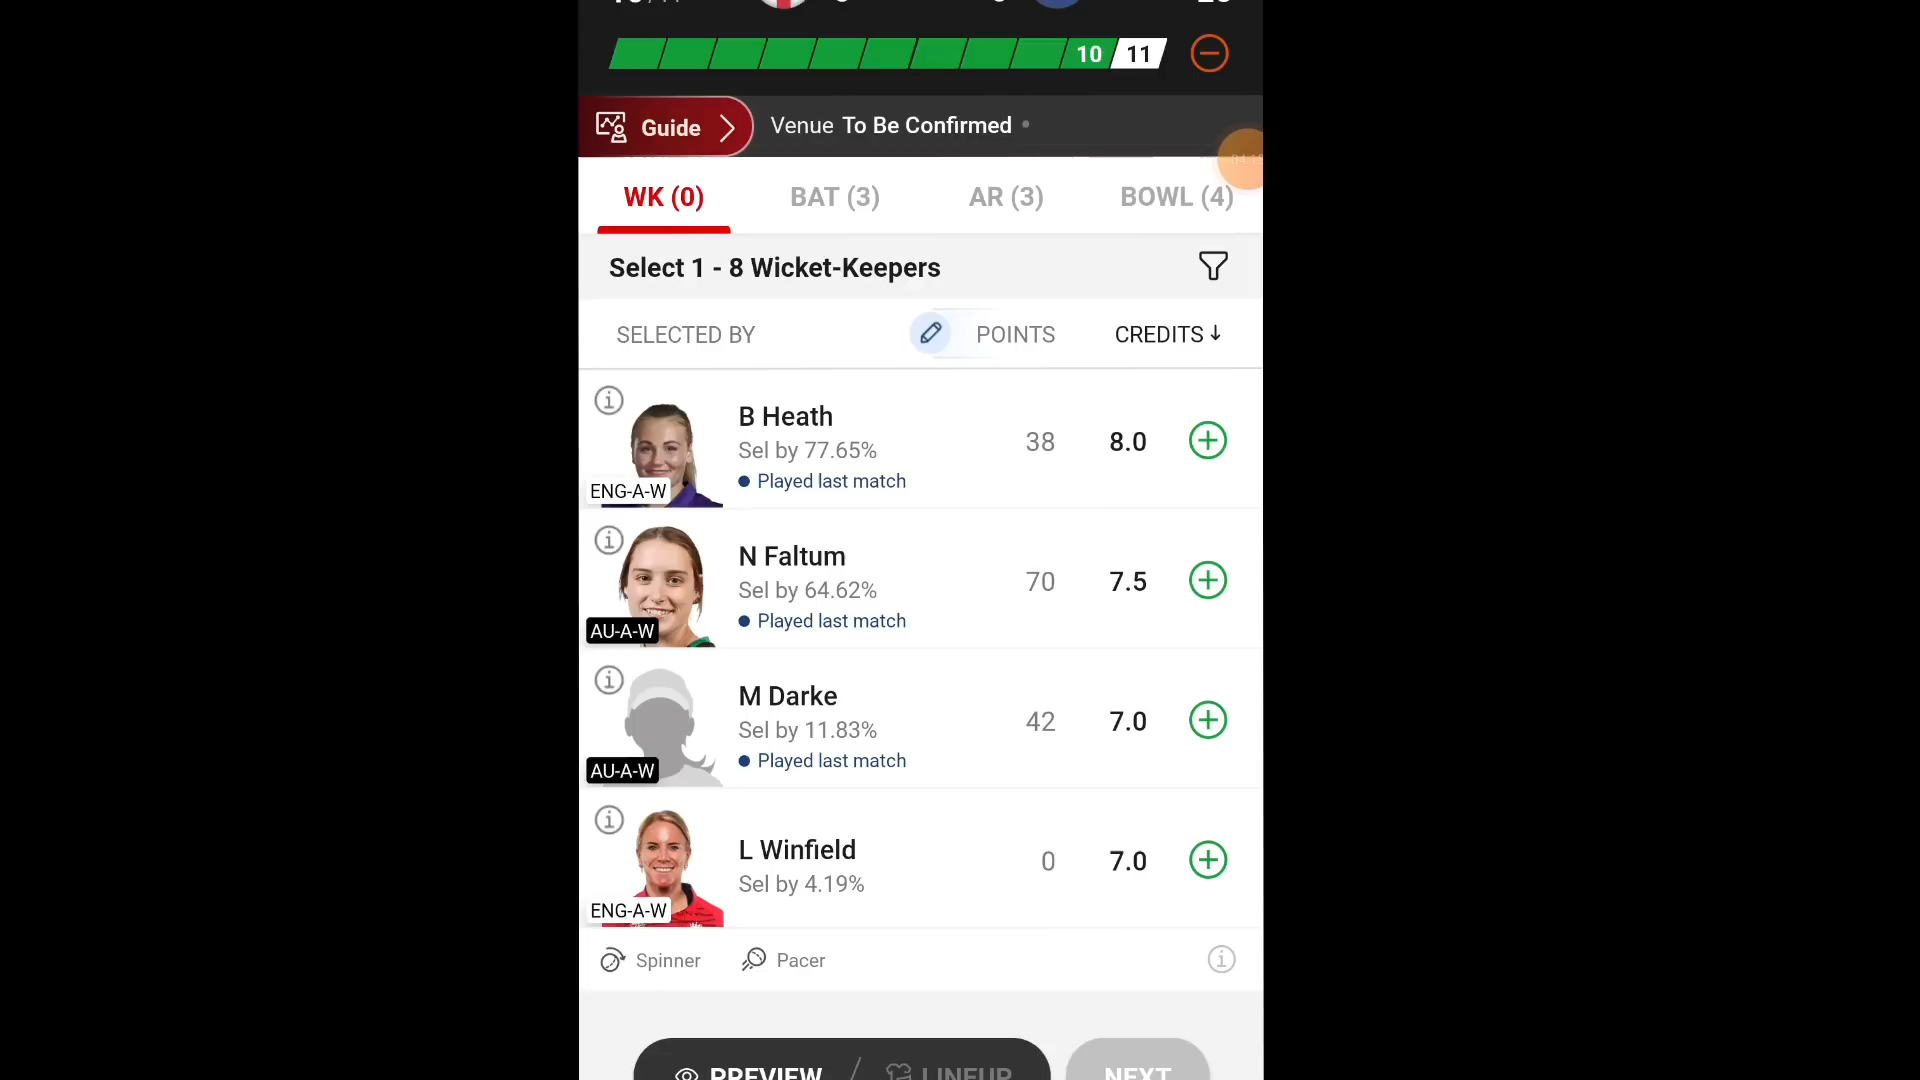 10 11
Guide Venue To Be Confirmed
WK (0) BAT (3) AR (3) BOWL (4)
Select 1 - 8 Wicket-Keepers
SELECTED BY POINTS CREDITS
B Heath
Sel by 77.65% 38 8.0
Played last match
ENG-A-W
N Faltum
Sel by 64.62% 70 7.5
Played last match
AU-A-W
M Darke
Sel by 11.83% 42 7.0
Played last match
AU-A-W
L Winfield
Sel by 4.19% 0 7.0
ENG-A-W
Spinner Pacer
PREVIEW / LINEUP NEXT